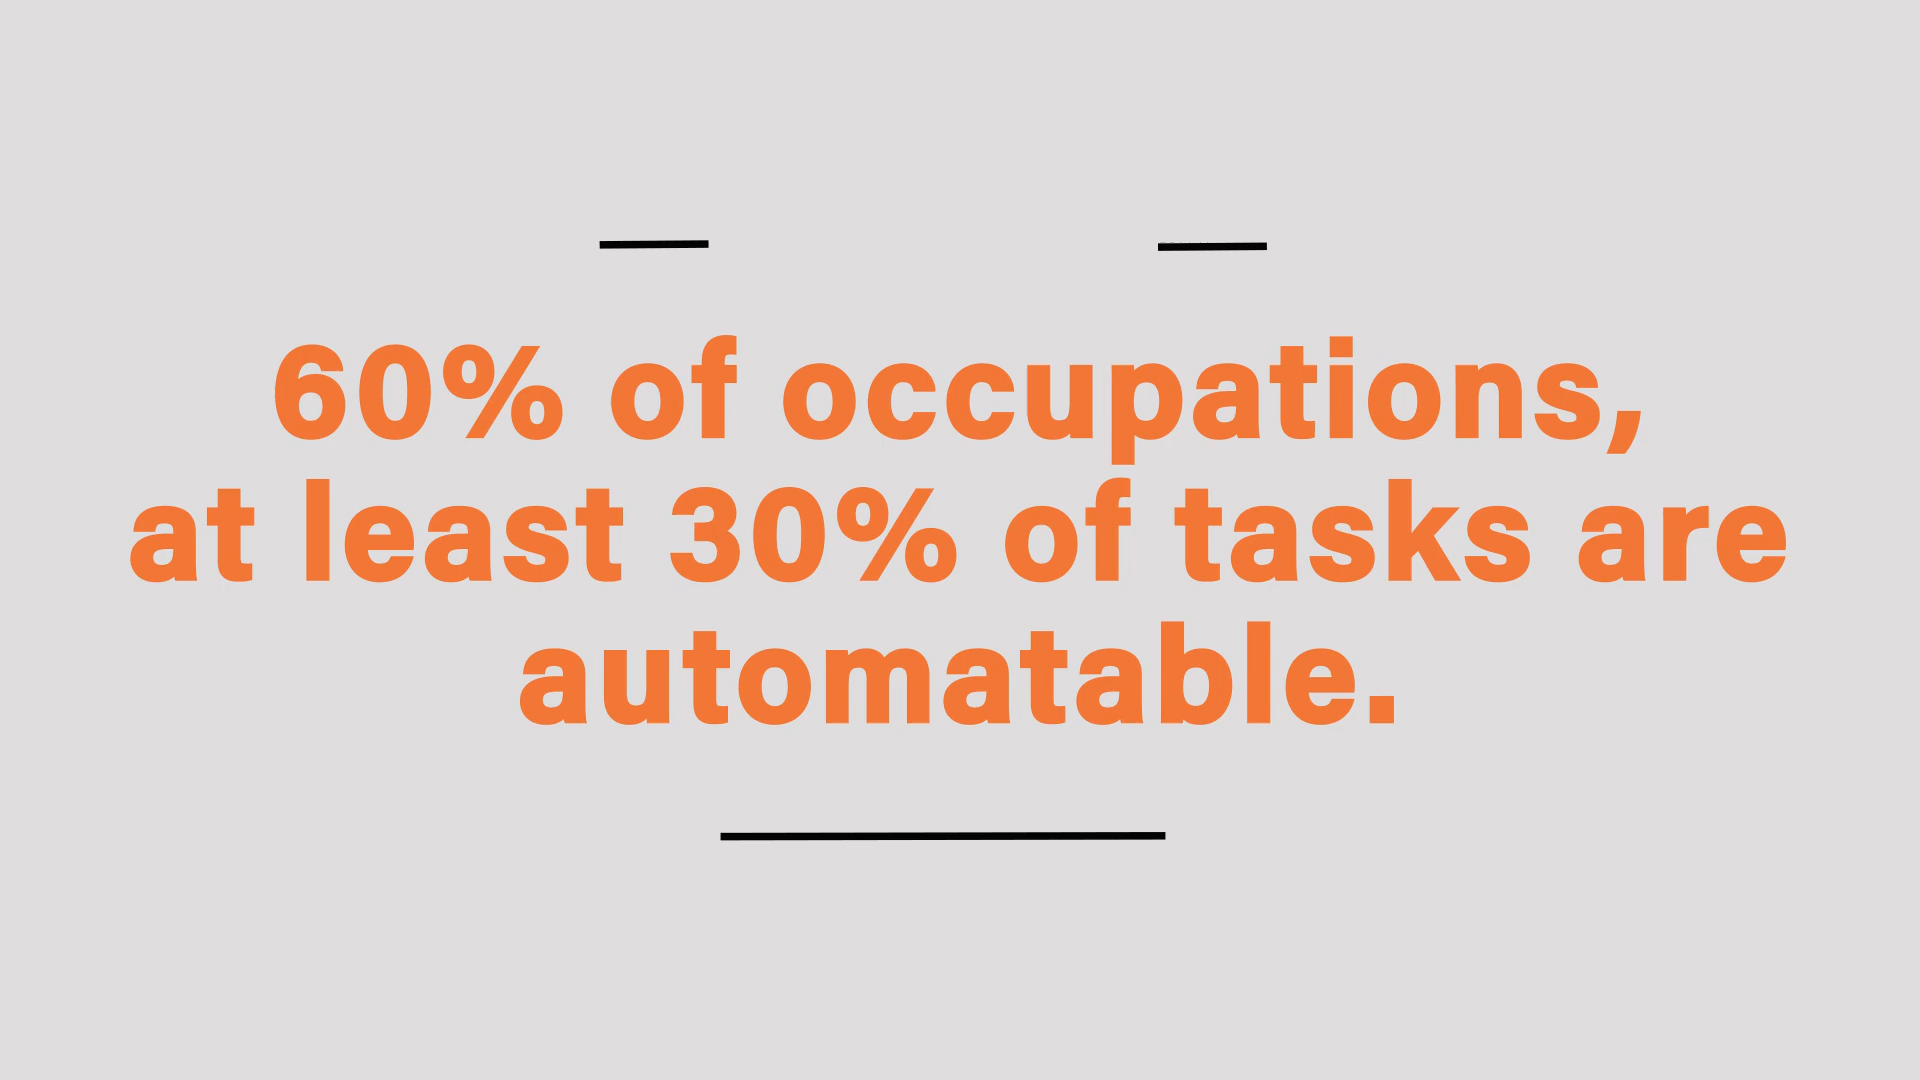 60% of occupations,
at least 30% of tasks are
automatable.